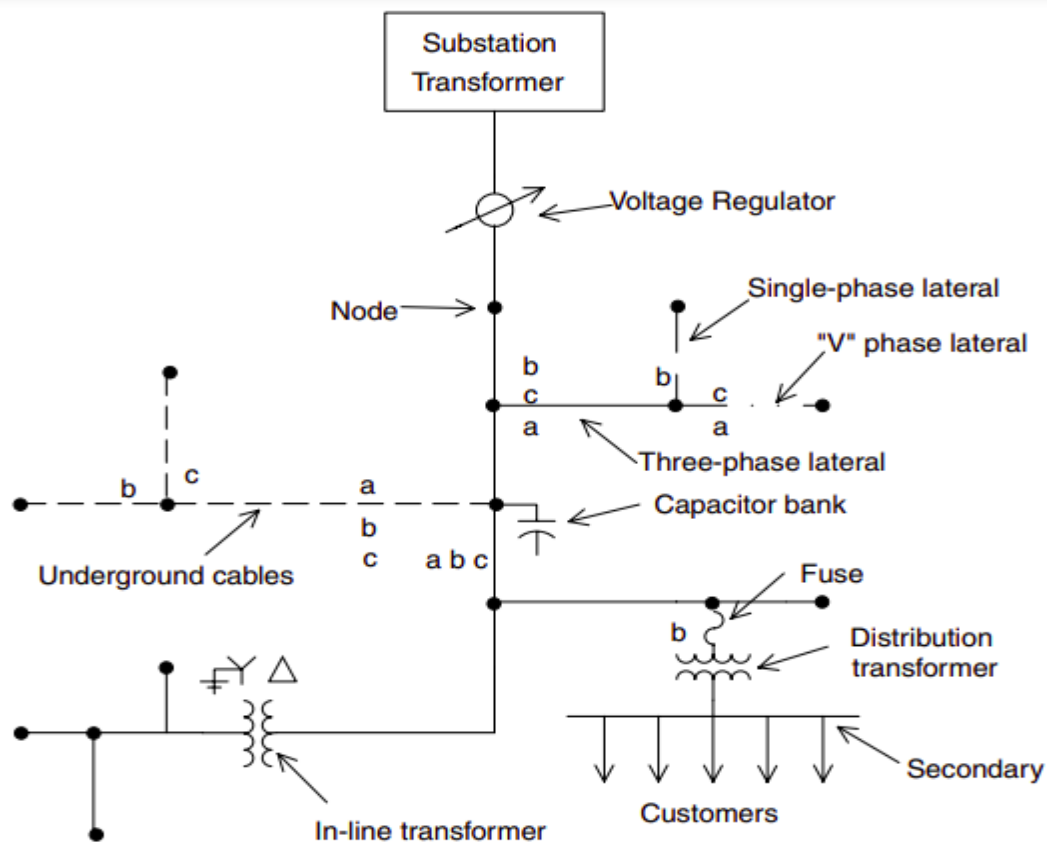 Substation
Transformer
Voltage Regulator
Node
Single-phase lateral
"V" phase lateral
b
c
a
b
c
a
Three-phase lateral
b
c
a
b
c
Capacitor bank
Underground cables
a b c
Fuse
b
Distribution
transformer
Secondary
Customers
In-line transformer